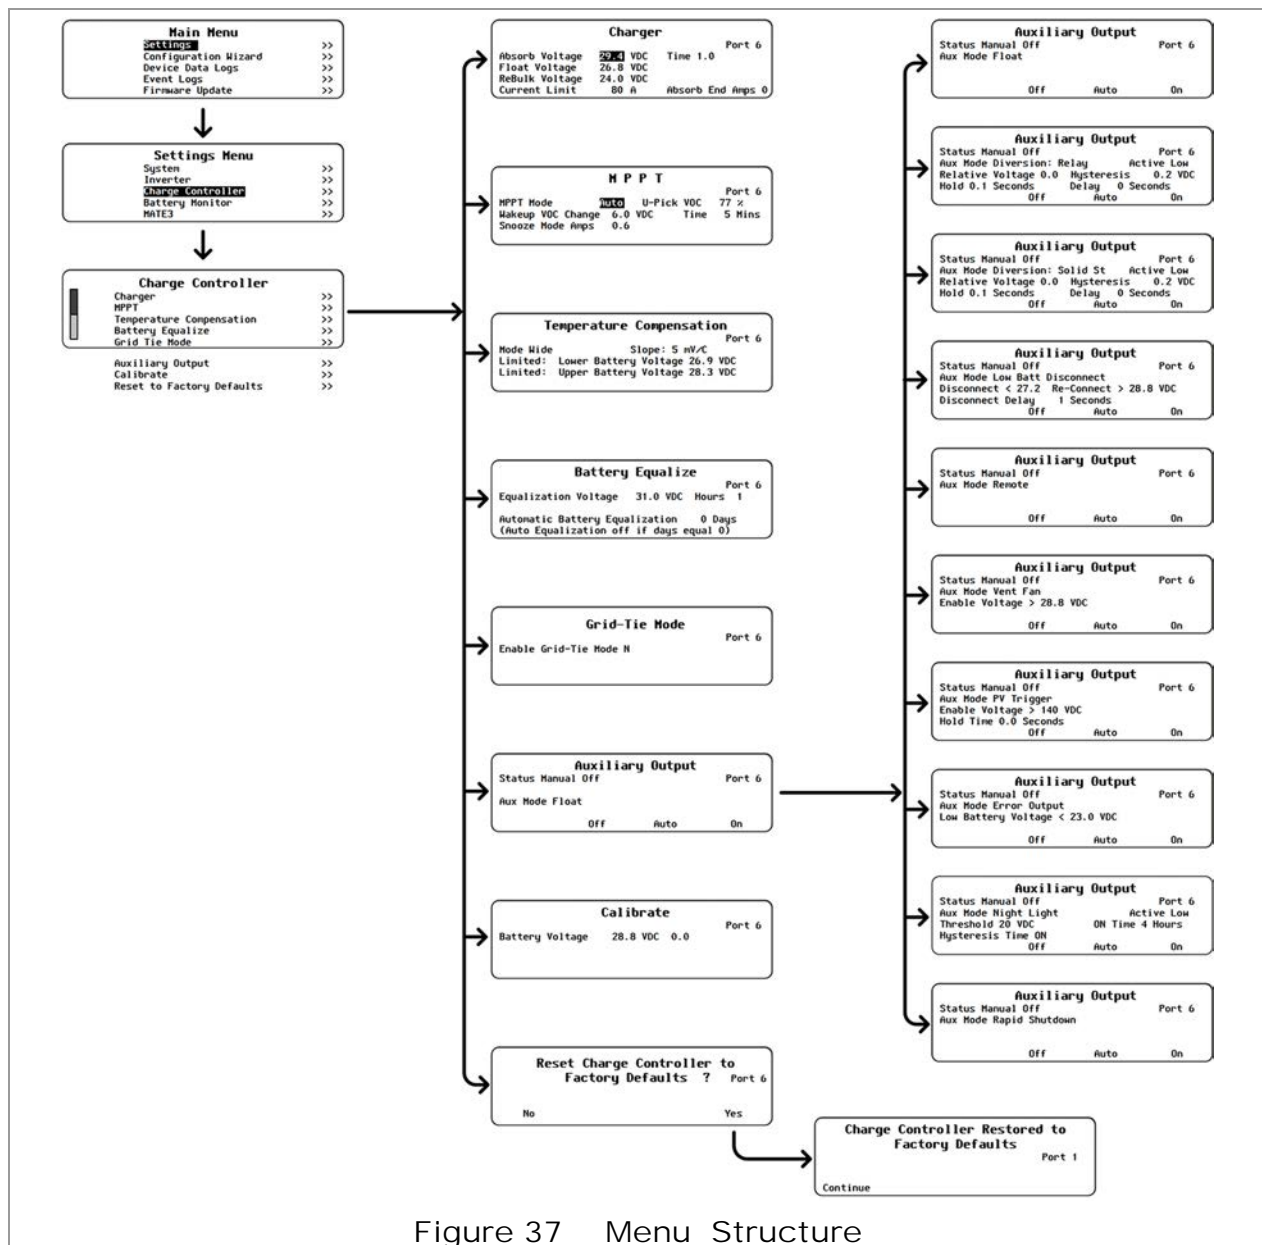 Main Menu
Settings >>
Configuration Wizard >>
Device Data Logs >>
Event Logs >>
Firmware Update >>
Settings Menu
System >>
Inverter >>
Charge Controller >>
Battery Monitor >>
MATE3 >>
Charge Controller
Charger >>
MPPT >>
Temperature Compensation >>
Battery Equalize >>
Grid Tie Mode >>
Auxiliary Output >>
Calibrate >>
Reset to Factory Defaults >>
Charger
Port 6
Absorb Voltage 29.4 VDC Time 1.0
Float Voltage 26.8 VDC
ReBulk Voltage 24.0 VDC
Current Limit 80 A Absorb End Amps 0
M P P T
Port 6
MPPT Mode Auto U-Pick VOC 77 %
Wakeup VOC Change 6.0 VDC Time 5 Mins
Snooze Mode Amps 0.6
Temperature Compensation
Port 6
Mode Wide Slope: 5 mV/C
Limited: Lower Battery Voltage 26.9 VDC
Limited: Upper Battery Voltage 28.3 VDC
Battery Equalize
Port 6
Equalization Voltage 31.0 VDC Hours 1
Automatic Battery Equalization 0 Days
(Auto Equalization off if days equal 0)
Grid-Tie Mode
Port 6
Enable Grid-Tie Mode N
Auxiliary Output
Status Manual Off Port 6
Aux Mode Float
Off Auto On
Calibrate
Port 6
Battery Voltage 28.8 VDC 0.0
Reset Charge Controller to
Factory Defaults ? Port 6
No Yes
Charge Controller Restored to
Factory Defaults
Port 1
Continue
Auxiliary Output
Status Manual Off Port 6
Aux Mode Float
Off Auto On
Auxiliary Output
Status Manual Off Port 6
Aux Mode Diversion: Relay Active Low
Relative Voltage 0.0 Hysteresis 0.2 VDC
Hold 0.1 Seconds Delay 0 Seconds
Off Auto On
Auxiliary Output
Status Manual Off Port 6
Aux Mode Diversion: Solid St Active Low
Relative Voltage 0.0 Hysteresis 0.2 VDC
Hold 0.1 Seconds Delay 0 Seconds
Off Auto On
Auxiliary Output
Status Manual Off Port 6
Aux Mode Low Batt Disconnect
Disconnect < 27.2 Re-Connect > 28.8 VDC
Disconnect Delay 1 Seconds
Off Auto On
Auxiliary Output
Status Manual Off Port 6
Aux Mode Remote
Off Auto On
Auxiliary Output
Status Manual Off Port 6
Aux Mode Vent Fan
Enable Voltage > 28.8 VDC
Off Auto On
Auxiliary Output
Status Manual Off Port 6
Aux Mode PV Trigger
Enable Voltage > 140 VDC
Hold Time 0.0 Seconds
Off Auto On
Auxiliary Output
Status Manual Off Port 6
Aux Mode Error Output
Low Battery Voltage < 23.0 VDC
Off Auto On
Auxiliary Output
Status Manual Off Port 6
Aux Mode Night Light Active Low
Threshold 20 VDC ON Time 4 Hours
Hysteresis Time ON
Off Auto On
Auxiliary Output
Status Manual Off Port 6
Aux Mode Rapid Shutdown
Off Auto On
Figure 37 Menu Structure